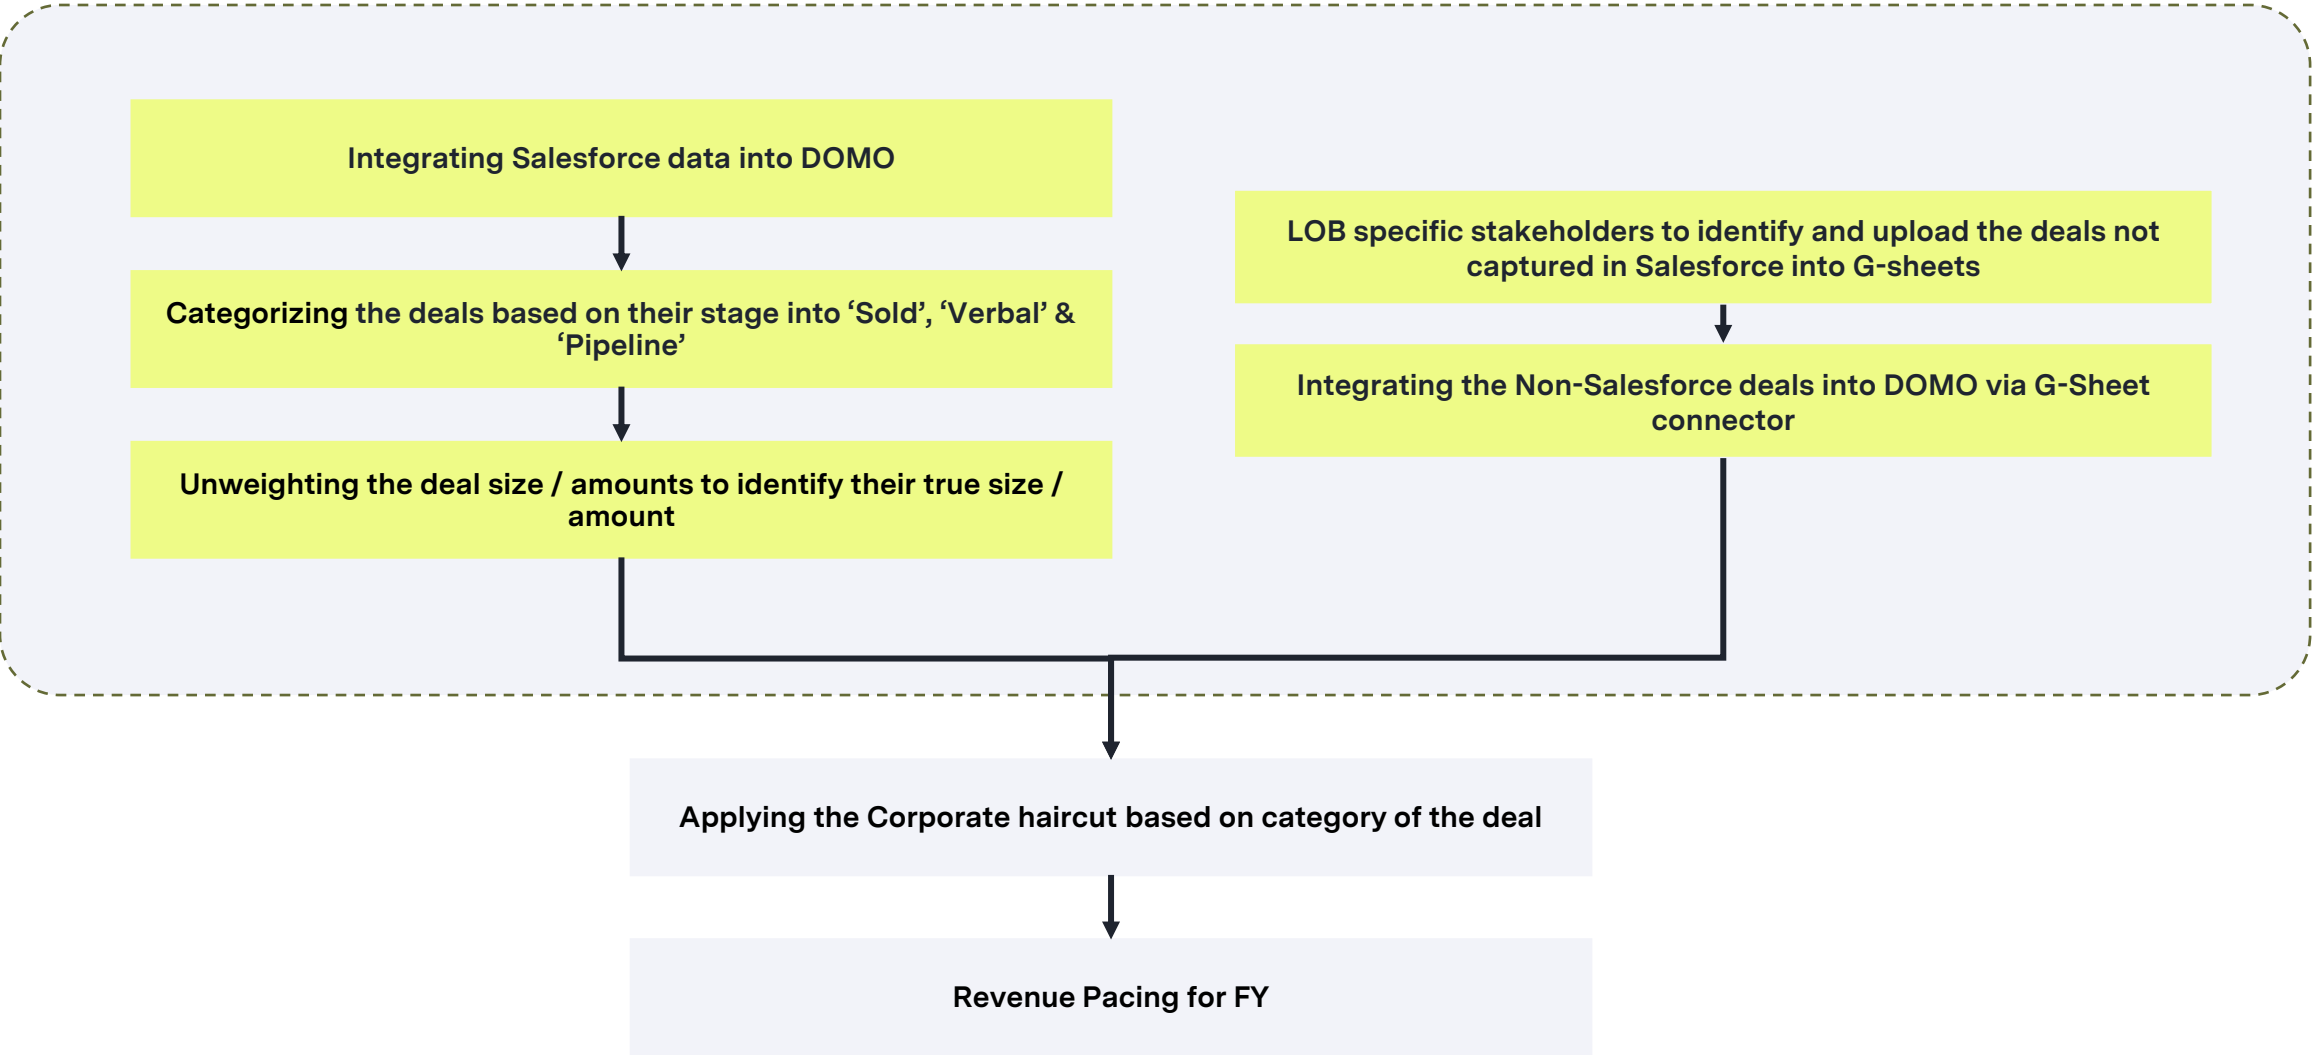 Integrating Salesforce data into DOMO
Categorizing the deals based on their stage into ‘Sold’, ‘Verbal’ &
‘Pipeline’
Unweighting the deal size / amounts to identify their true size /
amount
LOB specific stakeholders to identify and upload the deals not
captured in Salesforce into G-sheets
Integrating the Non-Salesforce deals into DOMO via G-Sheet
connector
Applying the Corporate haircut based on category of the deal
Revenue Pacing for FY